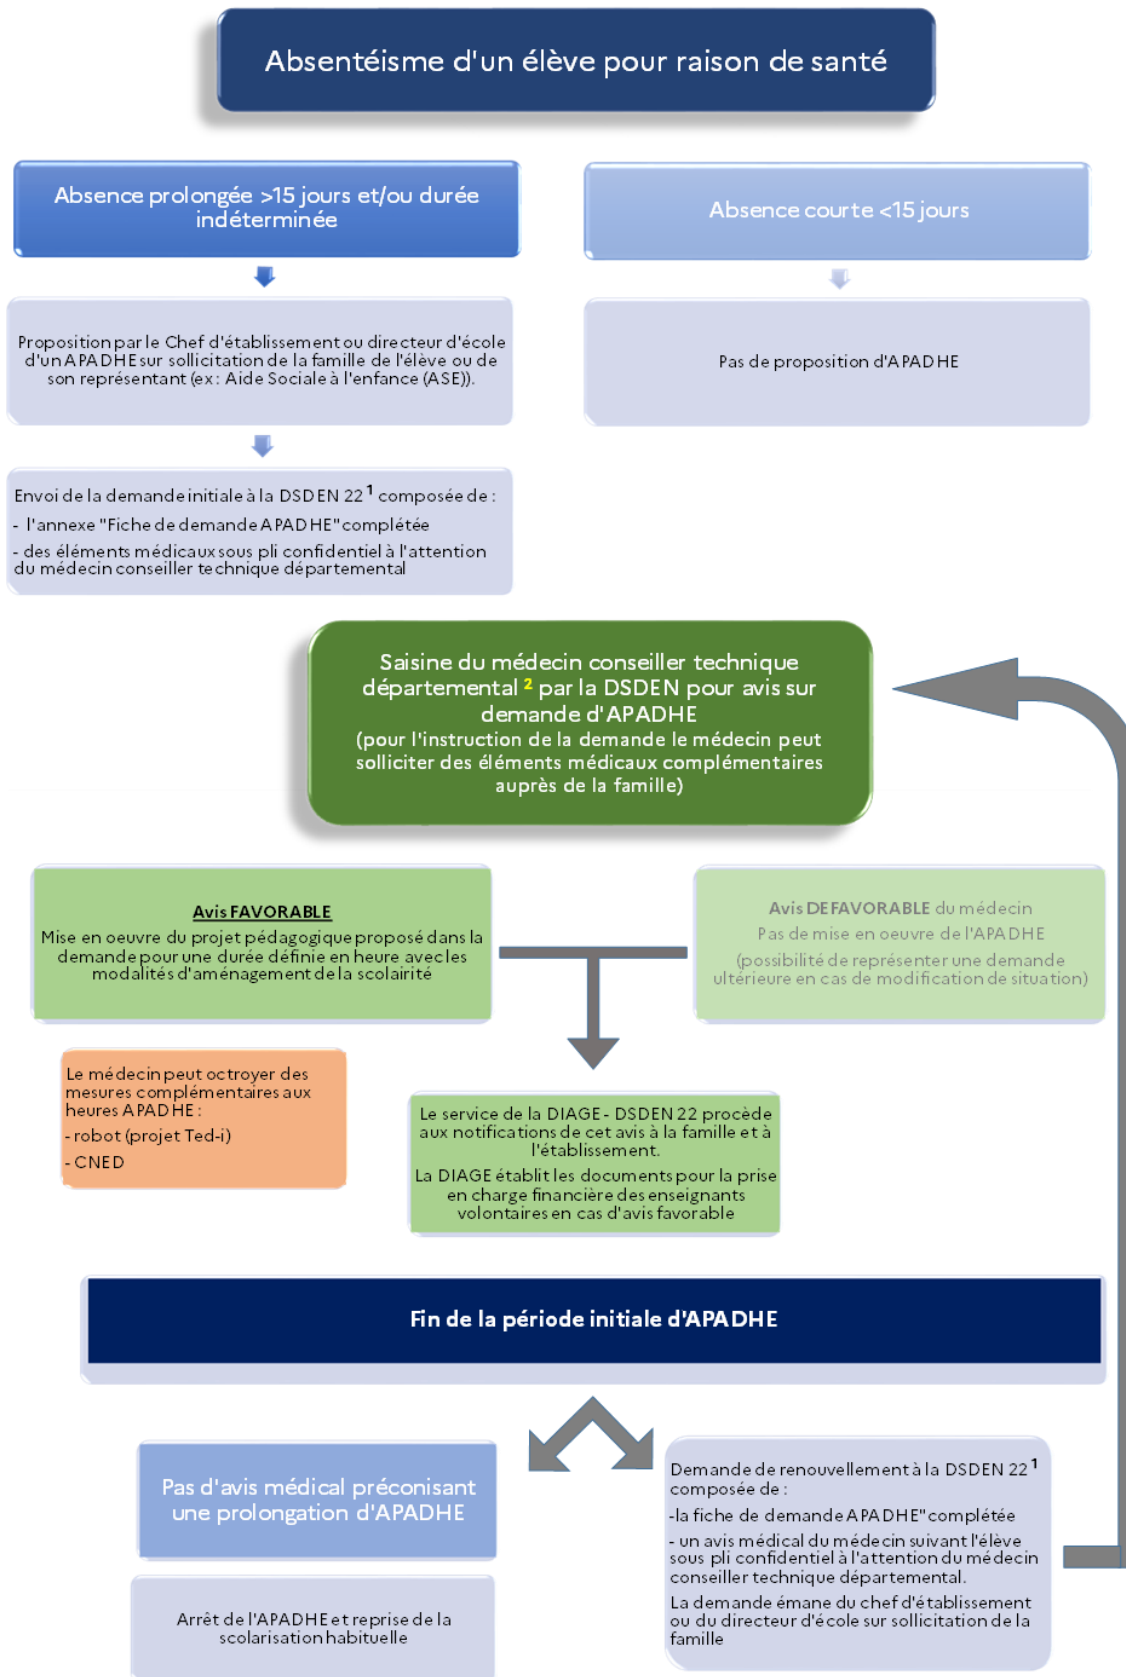 Absentéisme d'un élève pour raison de santé
Absence prolongée >15 jours et/ou durée
indéterminée
Absence courte <15 jours
Proposition par le Chef d'établissement ou directeur d'école
d'un APADHE sur sollicitation de la famille de l'élève ou de
son représentant (ex : Aide Sociale à l'enfance (ASE)).
Pas de proposition d'APADHE
Envoi de la demande initiale à la DSDEN 22 1 composée de :
- l'annexe "Fiche de demande APADHE" complétée
- des éléments médicaux sous pli confidentiel à l'attention
du médecin conseiller technique départemental
Saisine du médecin conseiller technique
départemental 2 par la DSDEN pour avis sur
demande d'APADHE
(pour l'instruction de la demande le médecin peut
solliciter des éléments médicaux complémentaires
auprès de la famille)
Avis FAVORABLE
Mise en oeuvre du projet pédagogique proposé dans la
demande pour une durée définie en heure avec les
modalités d'aménagement de la scolairité
Avis DEFAVORABLE du médecin
Pas de mise en oeuvre de l'APADHE
(possibilité de représenter une demande
ultérieure en cas de modification de situation)
Le médecin peut octroyer des
mesures complémentaires aux
heures APADHE :
- robot (projet Ted-i)
- CNED
Le service de la DIAGE - DSDEN 22 procède
aux notifications de cet avis à la famille et à
l'établissement.
La DIAGE établit les documents pour la prise
en charge financière des enseignants
volontaires en cas d'avis favorable
Fin de la période initiale d'APADHE
Pas d'avis médical préconisant
une prolongation d'APADHE
Arrêt de l'APADHE et reprise de la
scolarisation habituelle
Demande de renouvellement à la DSDEN 22 1
composée de :
-la fiche de demande APADHE" complétée
- un avis médical du médecin suivant l'élève
sous pli confidentiel à l'attention du médecin
conseiller technique départemental.
La demande émane du chef d'établissement
ou du directeur d'école sur sollicitation de la
famille